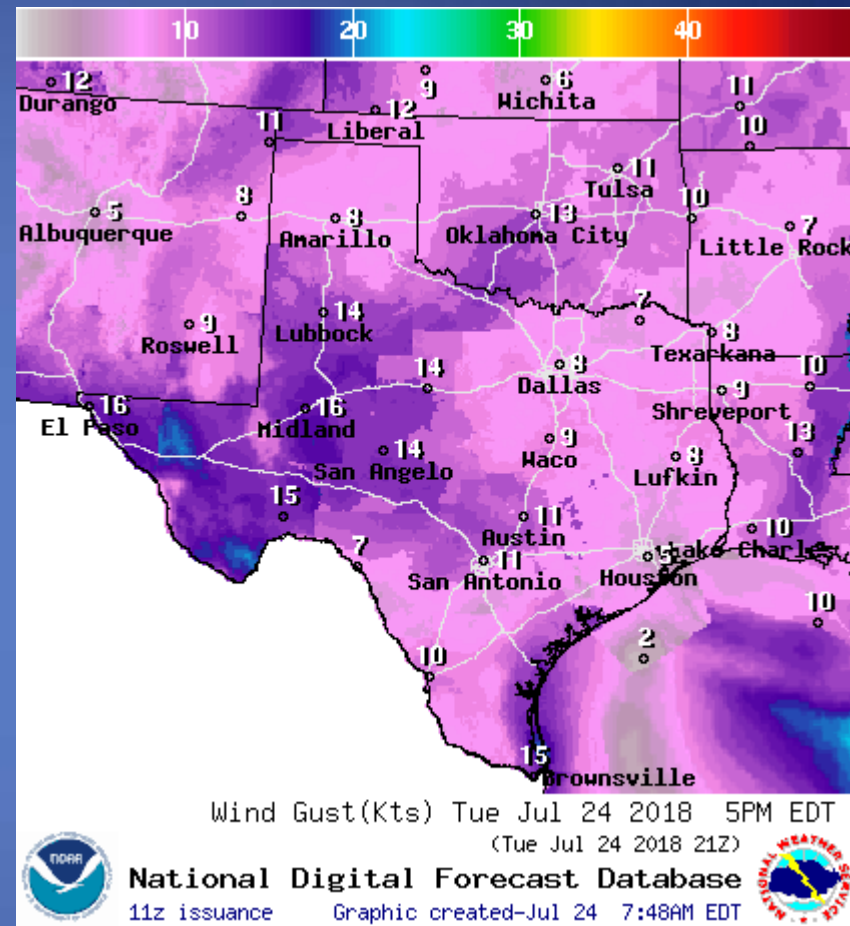 10 20 30 40
12 9 6 11
Durango Wichita
12 Liberal
11 10
11 Tulsa
5 8 8 13 10 7
Albuquerque Amarillo Oklahoma City Little Rock
9 14 7 8
Roswell Lubbock Texarkana
14 8 9 10
Dallas Shreveport
16 16 9 13
El Paso Midland Waco
14 8
San Angelo Lufkin
15 11 10
Austin
7 11 5 Lake Charles
San Antonio Houston
10 2 10
15
Brownsville
Wind Gust(Kts) Tue Jul 24 2018 5PM EDT
(Tue Jul 24 2018 21Z)
NOAA
National Digital Forecast Database
11z issuance Graphic created-Jul 24 7:48AM EDT
NATIONAL WEATHER SERVICE